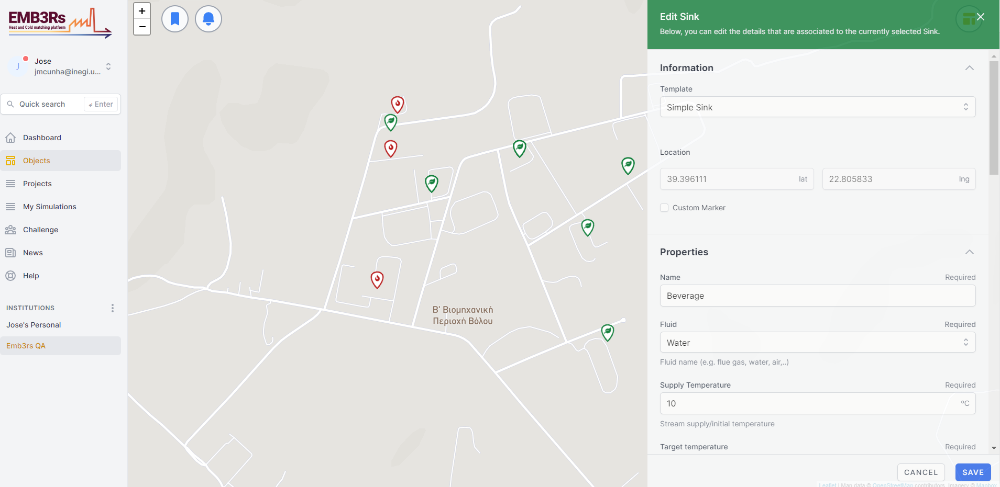 EMB3Rs
Heat and Cold matching platform
J
Jose
jmcunha@inegi.u...
Quick search
Enter
Dashboard
Objects
Projects
My Simulations
Challenge
News
Help
INSTITUTIONS
Jose's Personal
Emb3rs QA
+
−
Β' Βιομηχανική
Περιοχή Βόλου
Edit Sink
Below, you can edit the details that are associated to the currently selected Sink.
Information
Template
Simple Sink
Location
39.396111 lat
22.805833 lng
Custom Marker
Properties
Name Required
Beverage
Fluid Required
Water
Fluid name (e.g. flue gas, water, air,..)
Supply Temperature Required
10 ºC
Stream supply/initial temperature
Target temperature Required
CANCEL
SAVE
Leaflet | Map data © OpenStreetMap contributors, Imagery © Mapbox